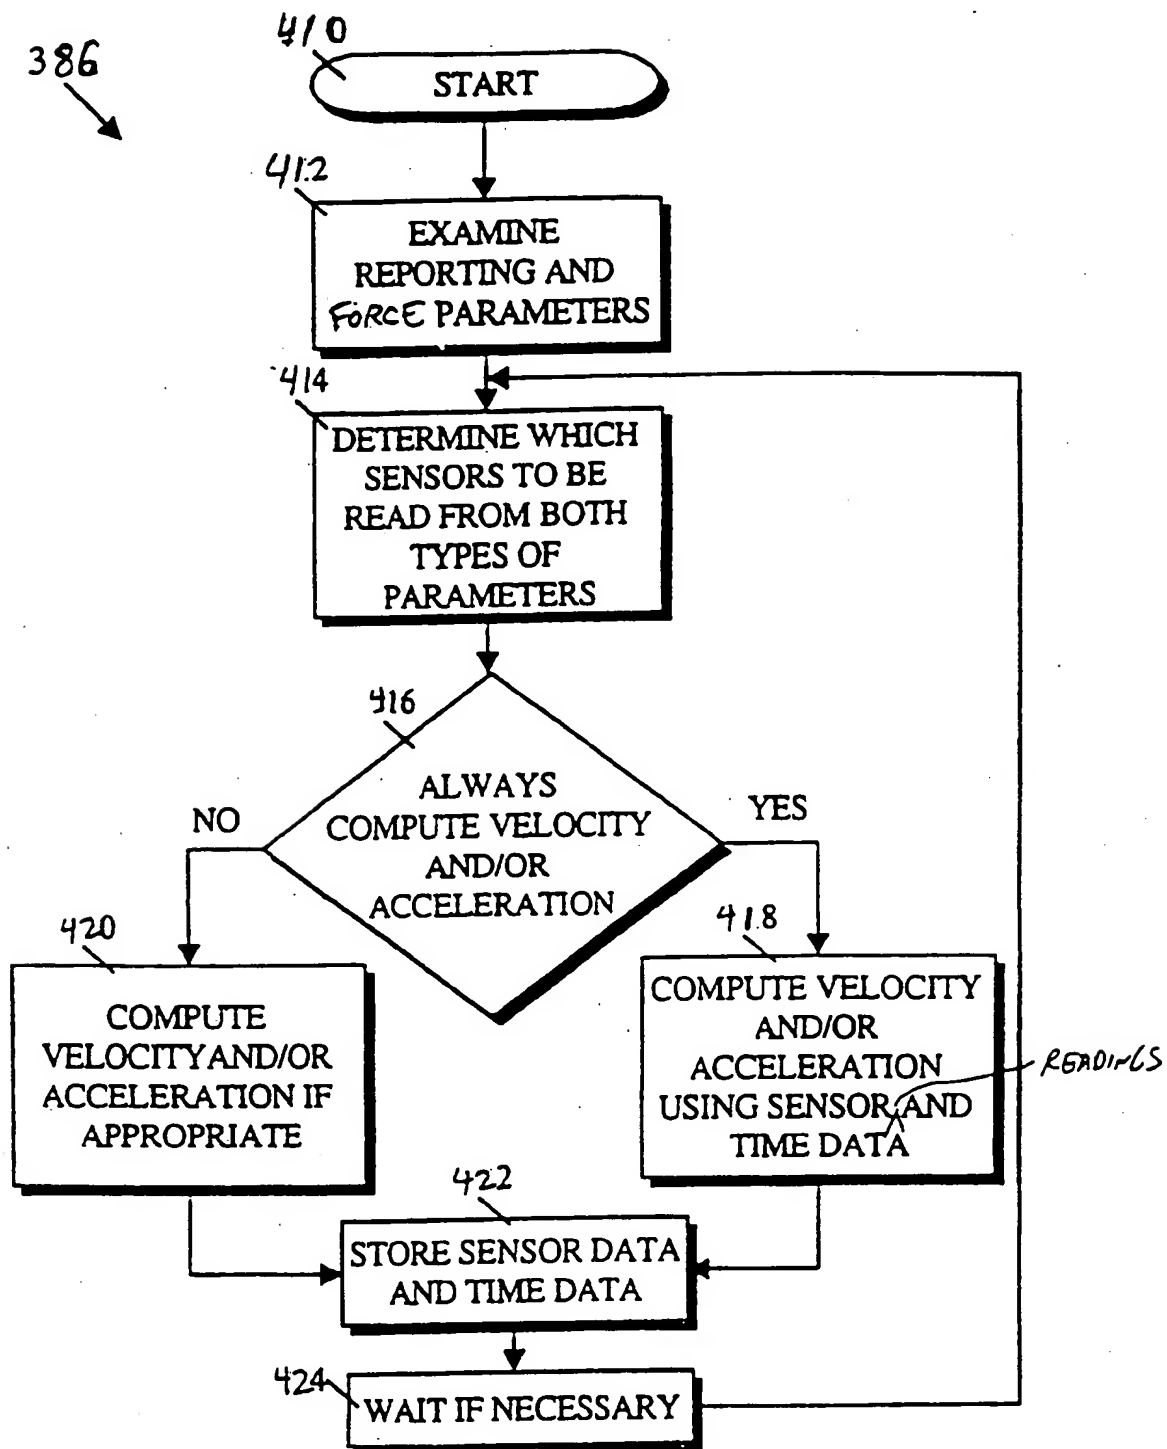 386
410
START
412
EXAMINE
REPORTING AND
FORCE PARAMETERS
414
DETERMINE WHICH
SENSORS TO BE
READ FROM BOTH
TYPES OF
PARAMETERS
416
ALWAYS
COMPUTE VELOCITY
AND/OR
ACCELERATION
NO
YES
420
COMPUTE
VELOCITY AND/OR
ACCELERATION IF
APPROPRIATE
418
COMPUTE VELOCITY
AND/OR
ACCELERATION
USING SENSOR AND
READINGS
TIME DATA
422
STORE SENSOR DATA
AND TIME DATA
424
WAIT IF NECESSARY